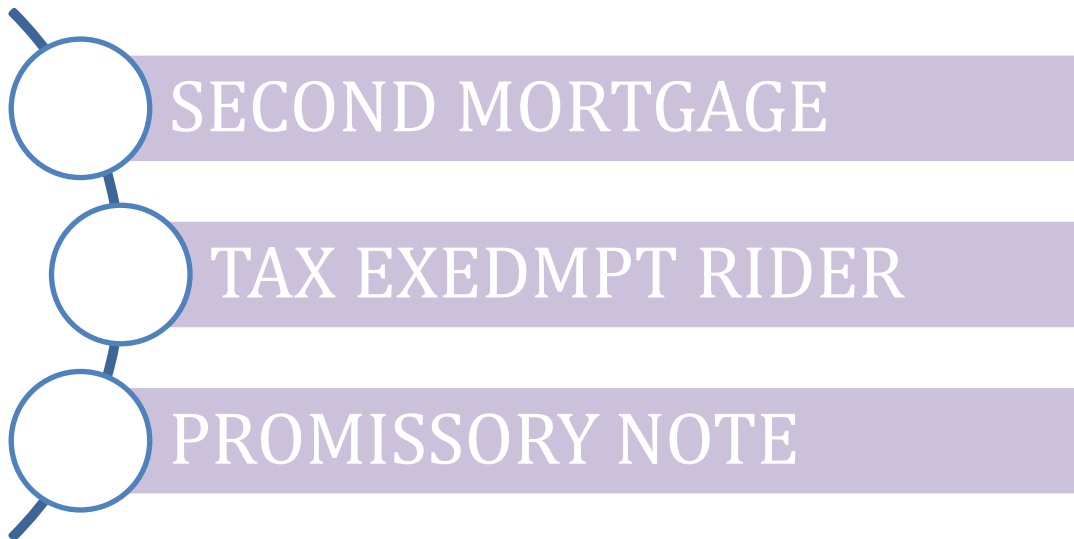 SECOND MORTGAGE
TAX EXEDMPT RIDER
PROMISSORY NOTE